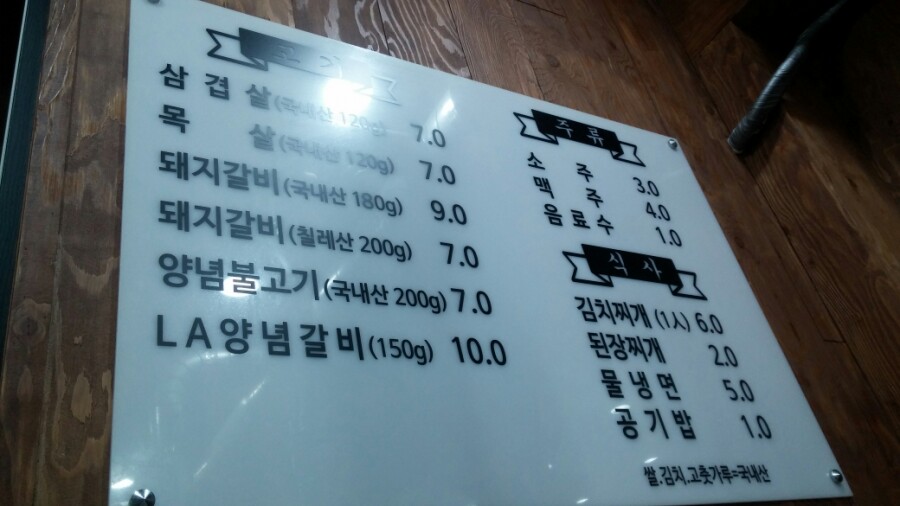 고기
삼겹살(국내산 120g) 7.0
목살(국내산 120g) 7.0
돼지갈비(국내산 180g) 9.0
돼지갈비(칠레산 200g) 7.0
양념불고기(국내산 200g) 7.0
LA양념갈비(150g) 10.0
주류
소주 3.0
맥주 4.0
음료수 1.0
식사
김치찌개 (1人) 6.0
된장찌개 2.0
물냉면 5.0
공기밥 1.0
쌀.김치.고춧가루=국내산